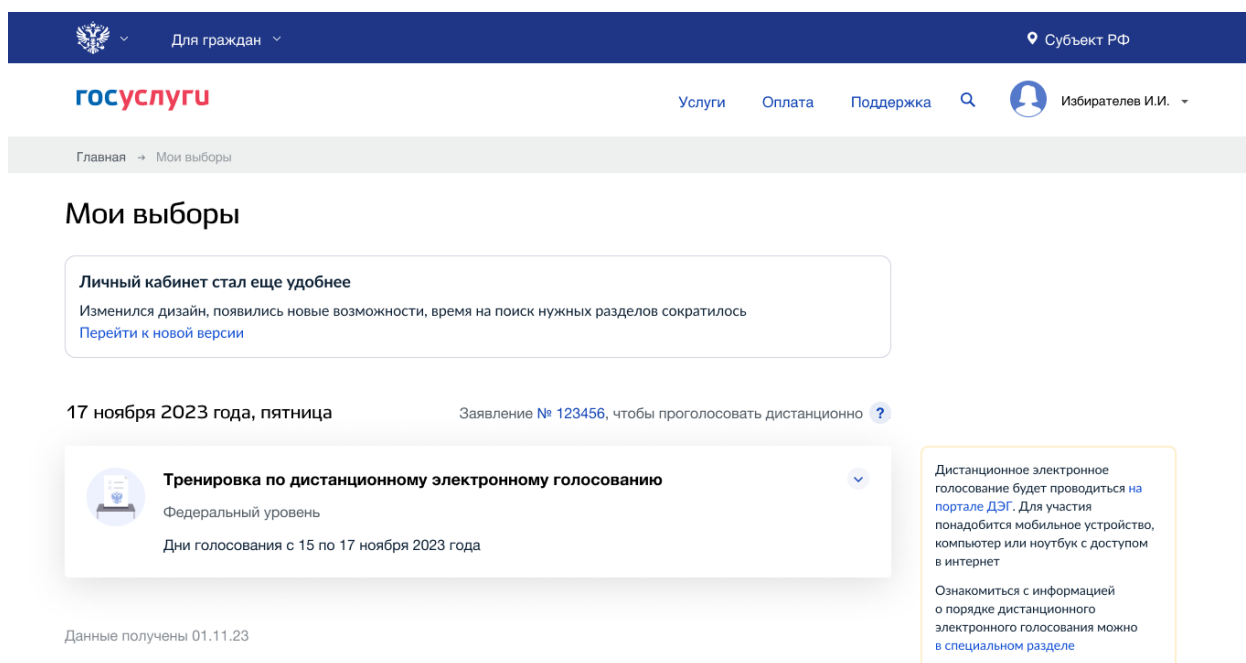 Для граждан
Субъект РФ
госуслуги
Услуги Оплата Поддержка
Избирателев И.И.
Главная → Мои выборы
Мои выборы
Личный кабинет стал еще удобнее
Изменился дизайн, появились новые возможности, время на поиск нужных разделов сократилось
Перейти к новой версии
17 ноября 2023 года, пятница
Заявление № 123456, чтобы проголосовать дистанционно ?
Тренировка по дистанционному электронному голосованию
Федеральный уровень
Дни голосования с 15 по 17 ноября 2023 года
Данные получены 01.11.23
Дистанционное электронное
голосование будет проводиться на
портале ДЭГ. Для участия
понадобится мобильное устройство,
компьютер или ноутбук с доступом
в интернет
Ознакомиться с информацией
о порядке дистанционного
электронного голосования можно
в специальном разделе